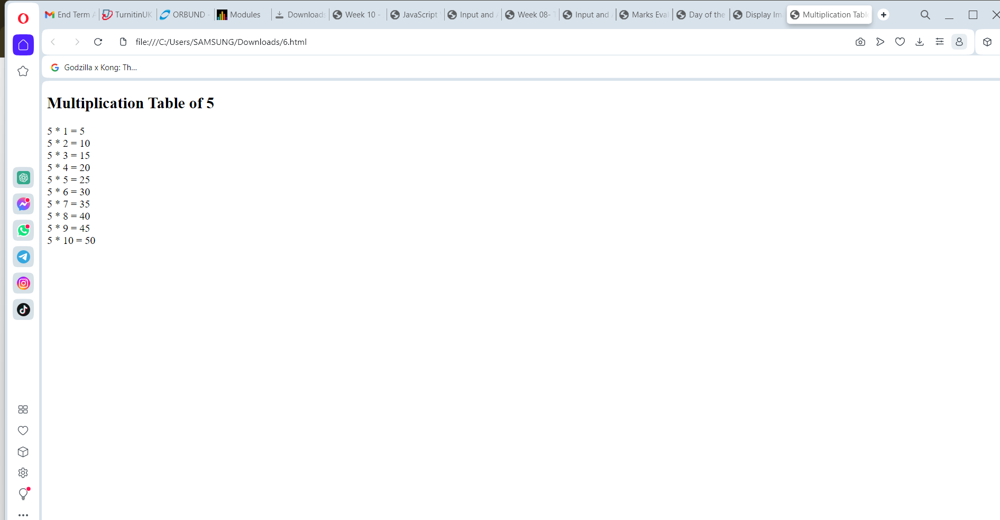 End Term
TurnitinUK
ORBUND -
Modules
Downloads
Week 10 -
JavaScript
Input and
Week 08-
Input and
Marks Eval
Day of the
Display Im
Multiplication Tabl
file:///C:/Users/SAMSUNG/Downloads/6.html
Godzilla x Kong: Th...
Multiplication Table of 5
5 * 1 = 5
5 * 2 = 10
5 * 3 = 15
5 * 4 = 20
5 * 5 = 25
5 * 6 = 30
5 * 7 = 35
5 * 8 = 40
5 * 9 = 45
5 * 10 = 50